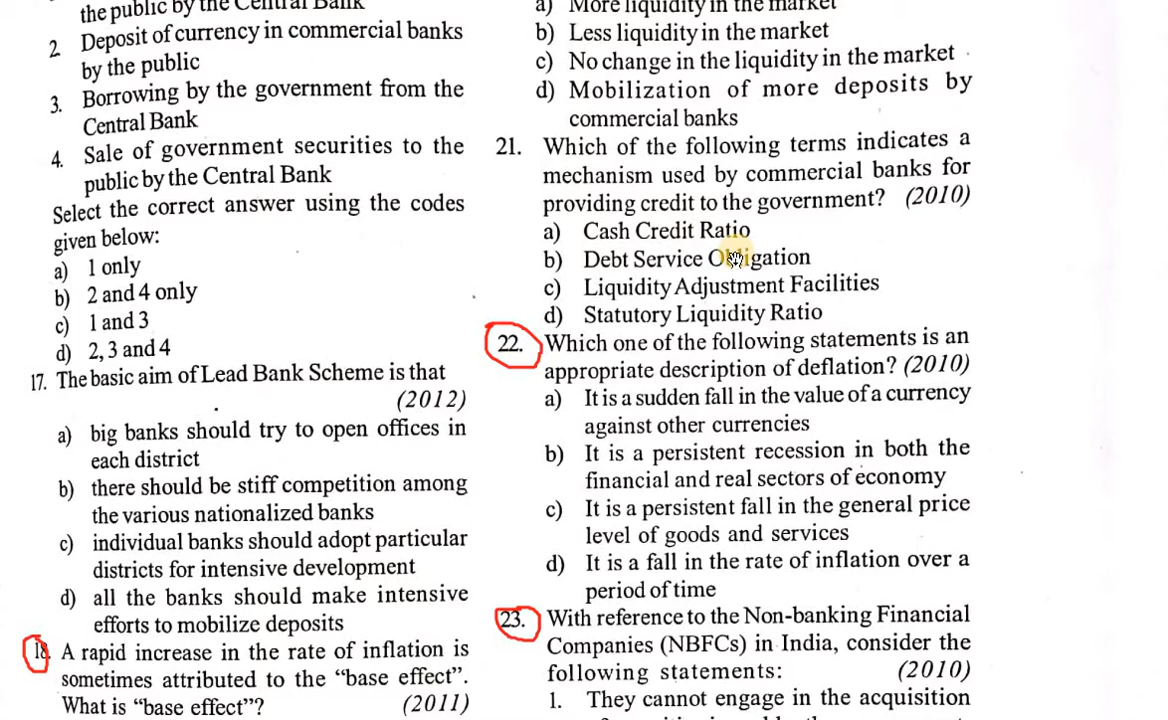 the public by the Central Bank
2. Deposit of currency in commercial banks
by the public
3. Borrowing by the government from the
Central Bank
4. Sale of government securities to the
public by the Central Bank
Select the correct answer using the codes
given below:
a) 1 only
b) 2 and 4 only
c) 1 and 3
d) 2, 3 and 4
17. The basic aim of Lead Bank Scheme is that
(2012)
a) big banks should try to open offices in
each district
b) there should be stiff competition among
the various nationalized banks
c) individual banks should adopt particular
districts for intensive development
d) all the banks should make intensive
efforts to mobilize deposits
18. A rapid increase in the rate of inflation is
sometimes attributed to the “base effect”.
What is “base effect”? (2011)
a) More liquidity in the market
b) Less liquidity in the market
c) No change in the liquidity in the market
d) Mobilization of more deposits by
commercial banks
21. Which of the following terms indicates a
mechanism used by commercial banks for
providing credit to the government? (2010)
a) Cash Credit Ratio
b) Debt Service Obligation
c) Liquidity Adjustment Facilities
d) Statutory Liquidity Ratio
22. Which one of the following statements is an
appropriate description of deflation? (2010)
a) It is a sudden fall in the value of a currency
against other currencies
b) It is a persistent recession in both the
financial and real sectors of economy
c) It is a persistent fall in the general price
level of goods and services
d) It is a fall in the rate of inflation over a
period of time
23. With reference to the Non-banking Financial
Companies (NBFCs) in India, consider the
following statements: (2010)
1. They cannot engage in the acquisition